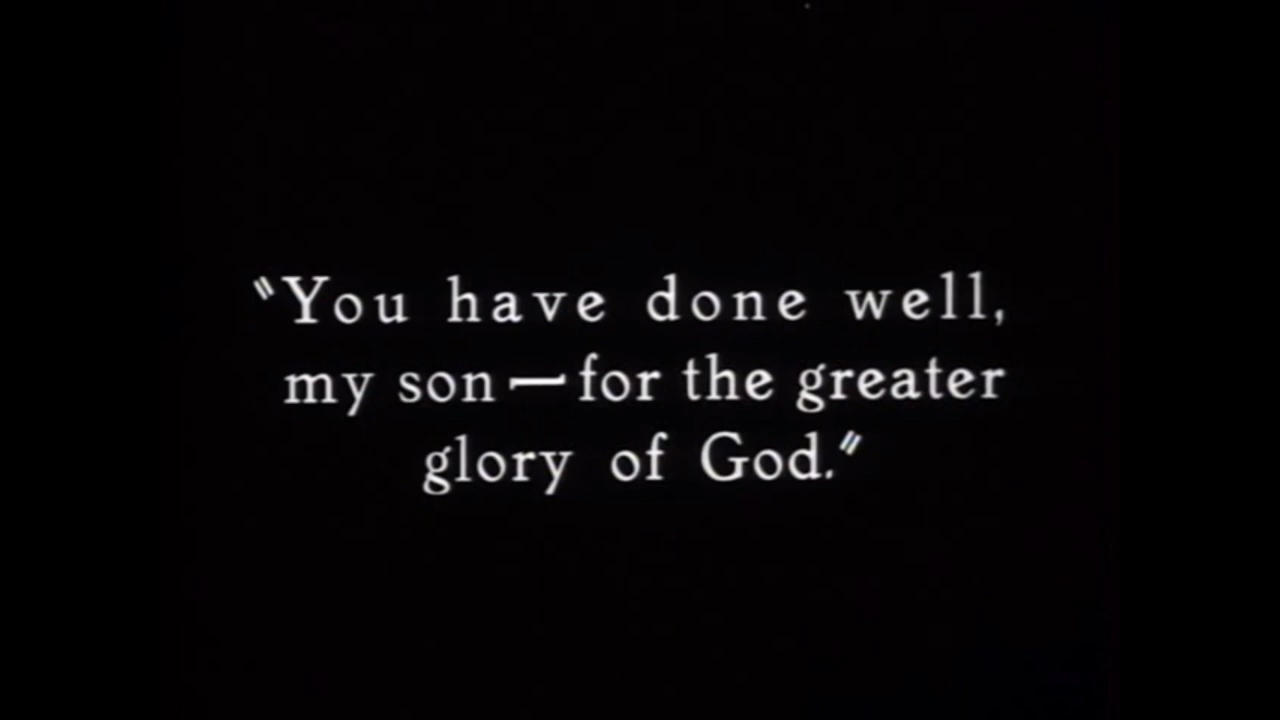 "You have done well,
my son—for the greater
glory of God."